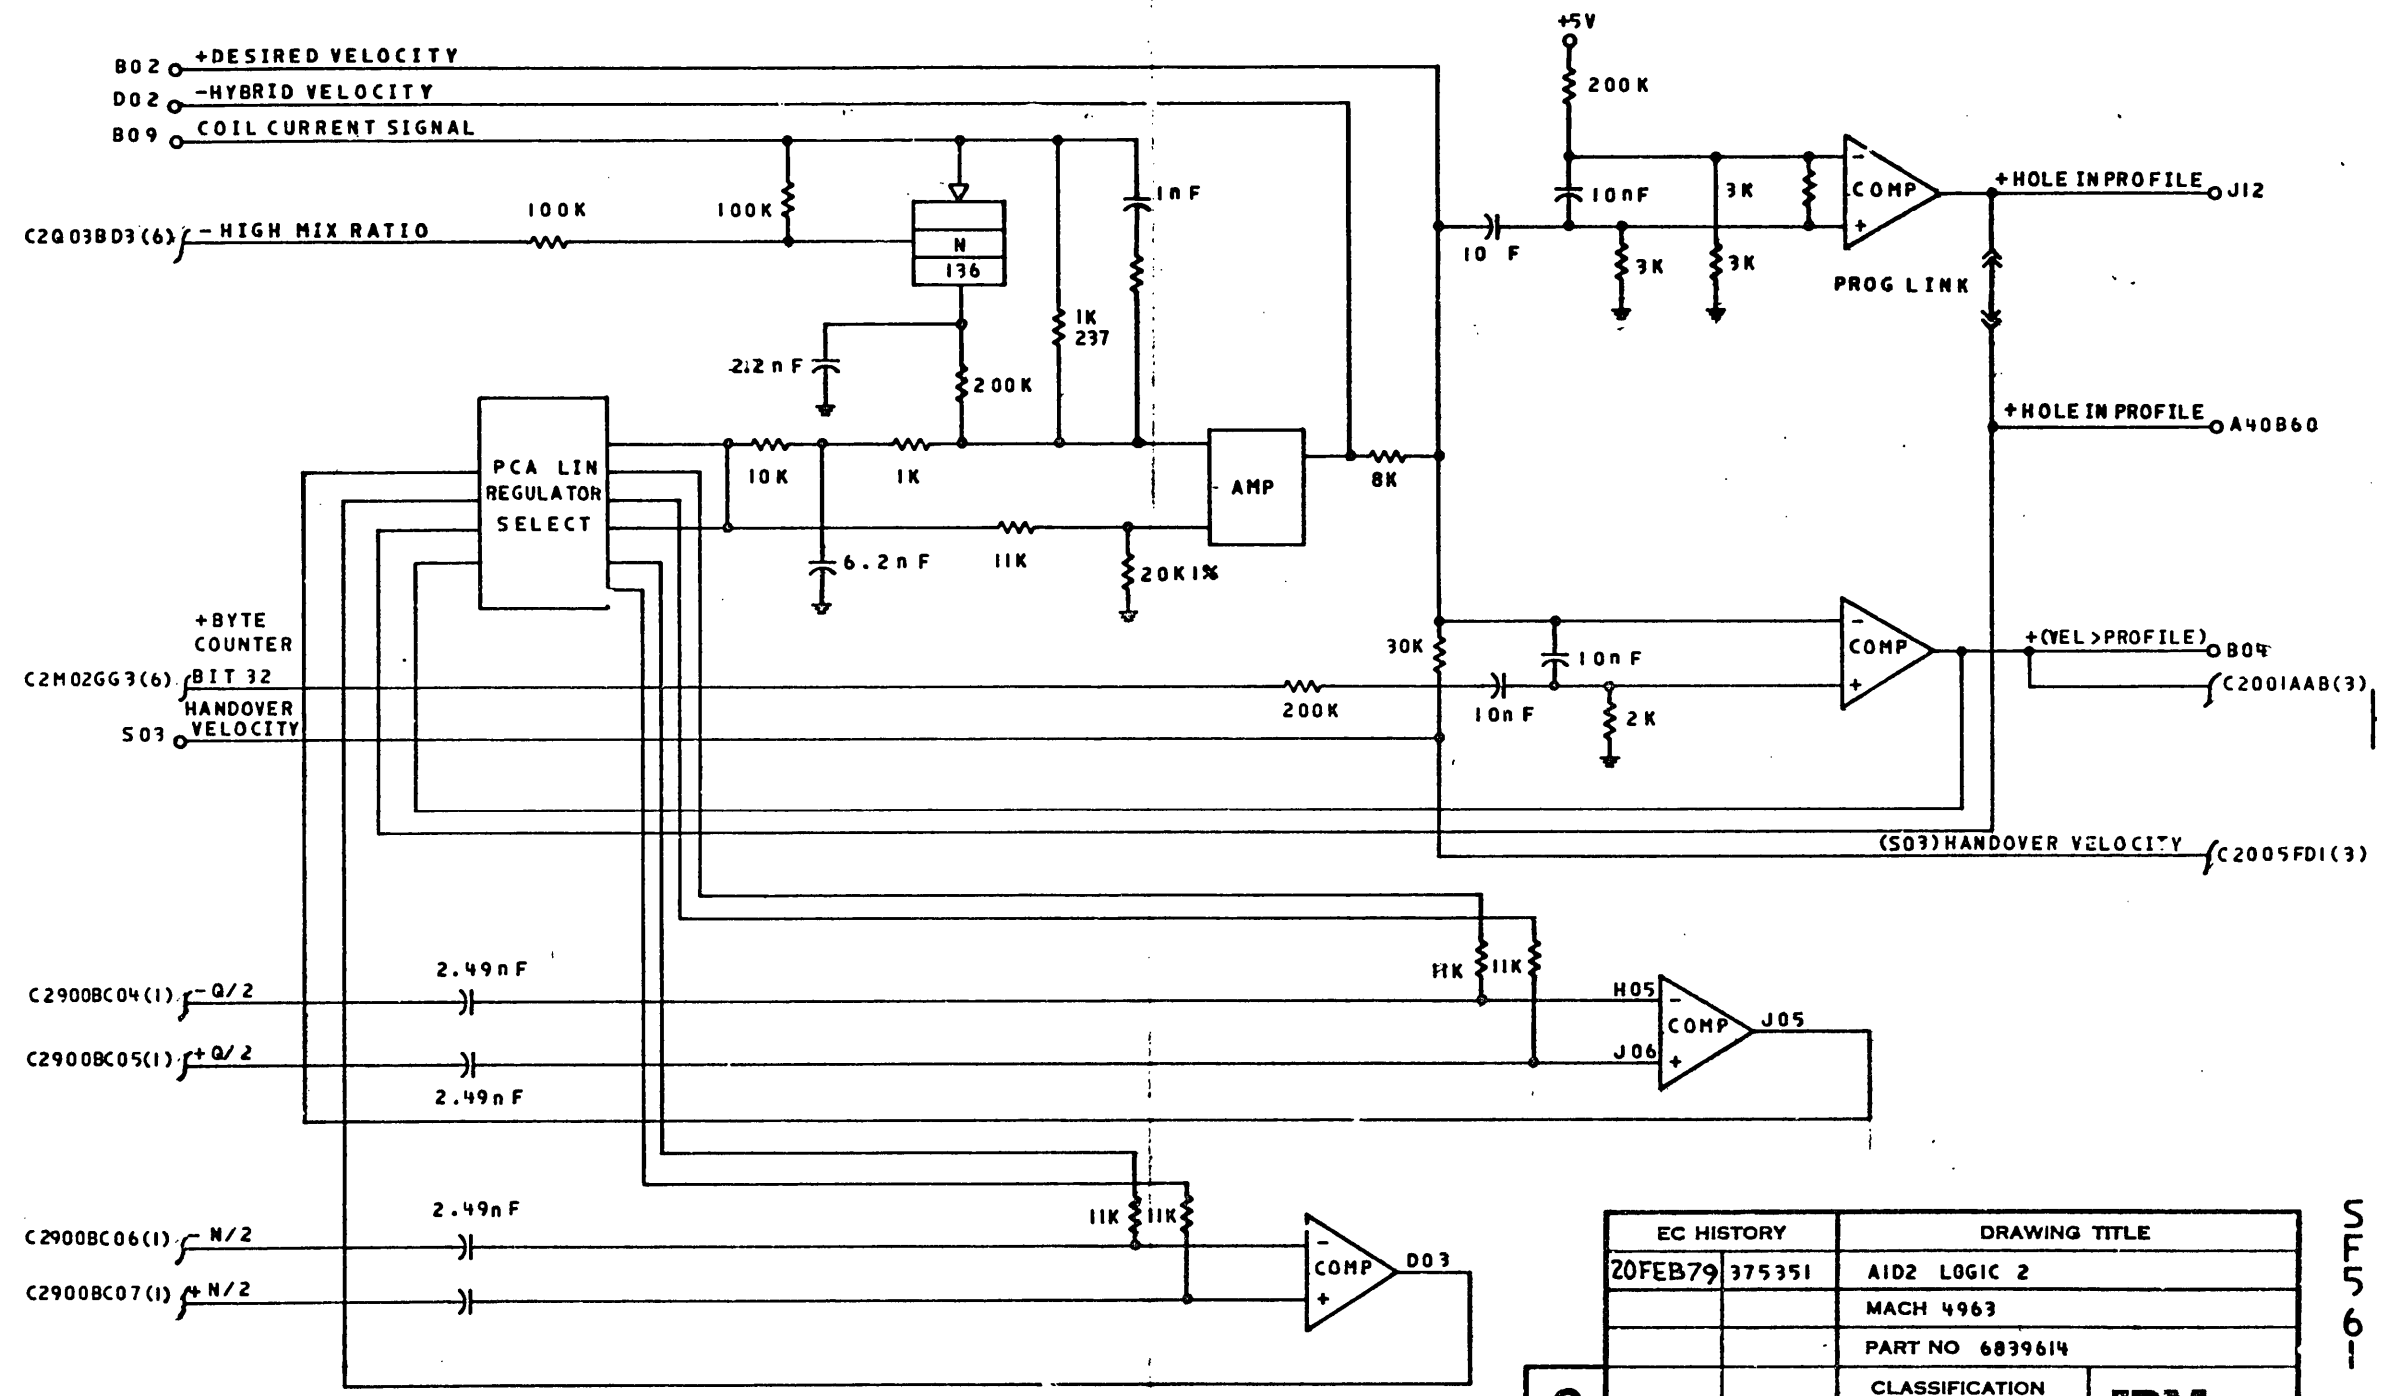 +5V
B02 +DESIRED VELOCITY
200K
D02 -HYBRID VELOCITY
B09 COIL CURRENT SIGNAL
1nF
10nF
3K
-
COMP
+
+HOLE IN PROFILE J12
100K
100K
C2Q03BD3(6) -HIGH MIX RATIO
N
136
10 F
3K
3K
PROG LINK
1K
237
2.2nF
200K
+HOLE IN PROFILE A40B60
PCA LIN
REGULATOR
SELECT
10K
1K
AMP
8K
6.2nF
11K
20K1%
+BYTE
COUNTER
C2M02GG3(6) BIT 32
HANDOVER
S03 VELOCITY
30K
10nF
-
COMP
+
+(VEL>PROFILE) B04
C2001AAB(3)
200K
10nF
2K
(S03)HANDOVER VELOCITY C2005FD1(3)
2.49nF
11K 11K
C2900BC04(1) -Q/2
H05 -
COMP J05
C2900BC05(1) +Q/2
J06 +
2.49nF
2.49nF
11K 11K
C2900BC06(1) - N/2
-
COMP D03
C2900BC07(1) + N/2
+
EC HISTORY DRAWING TITLE
20FEB79 375351 A1D2 LOGIC 2
MACH 4963
PART NO 6839614
CLASSIFICATION
SF561